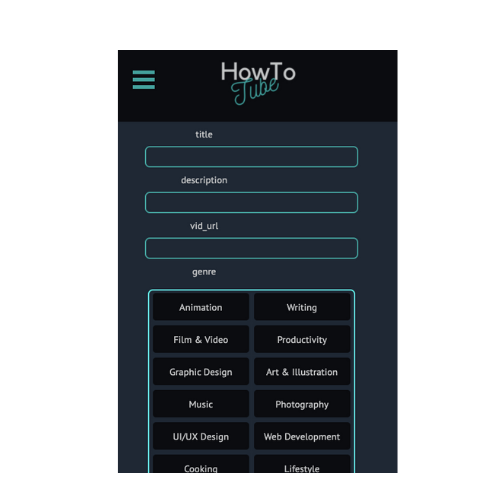 HowTo
Tube
title
description
vid_url
genre
Animation
Writing
Film & Video
Productivity
Graphic Design
Art & Illustration
Music
Photography
UI/UX Design
Web Development
Cooking
Lifestyle